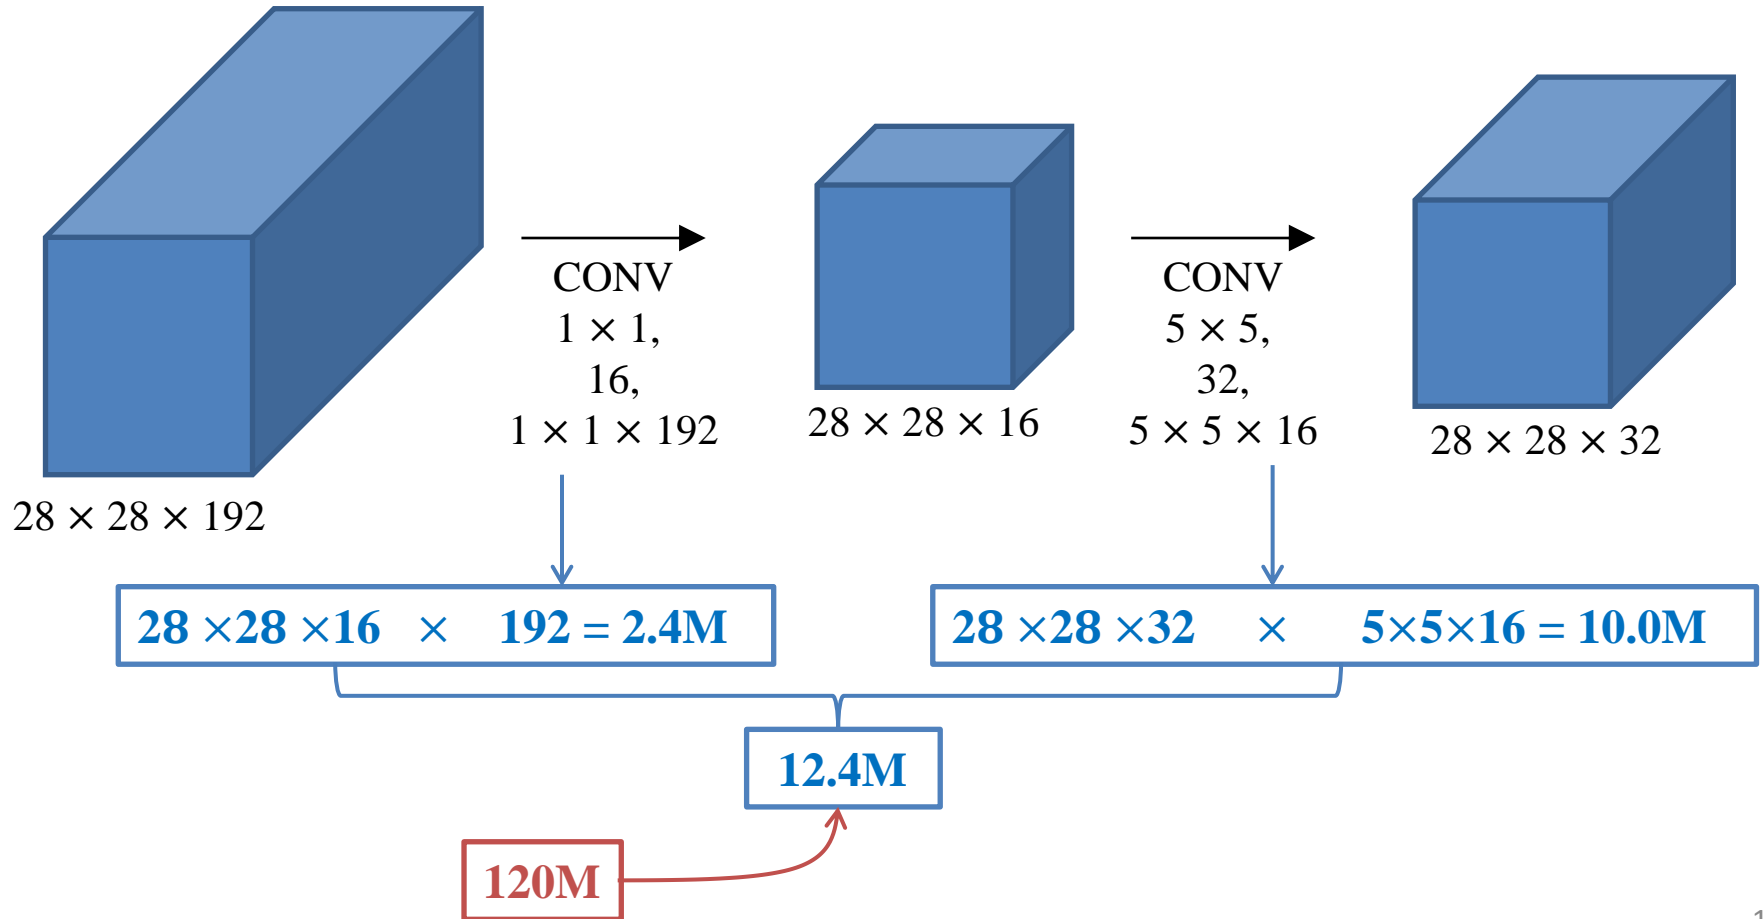 CONV
1 × 1,
16,
1 × 1 × 192
CONV
5 × 5,
32,
5 × 5 × 16
28 × 28 × 192
28 × 28 × 16
28 × 28 × 32
28 ×28 ×16 × 192 = 2.4M
28 ×28 ×32 × 5×5×16 = 10.0M
12.4M
120M